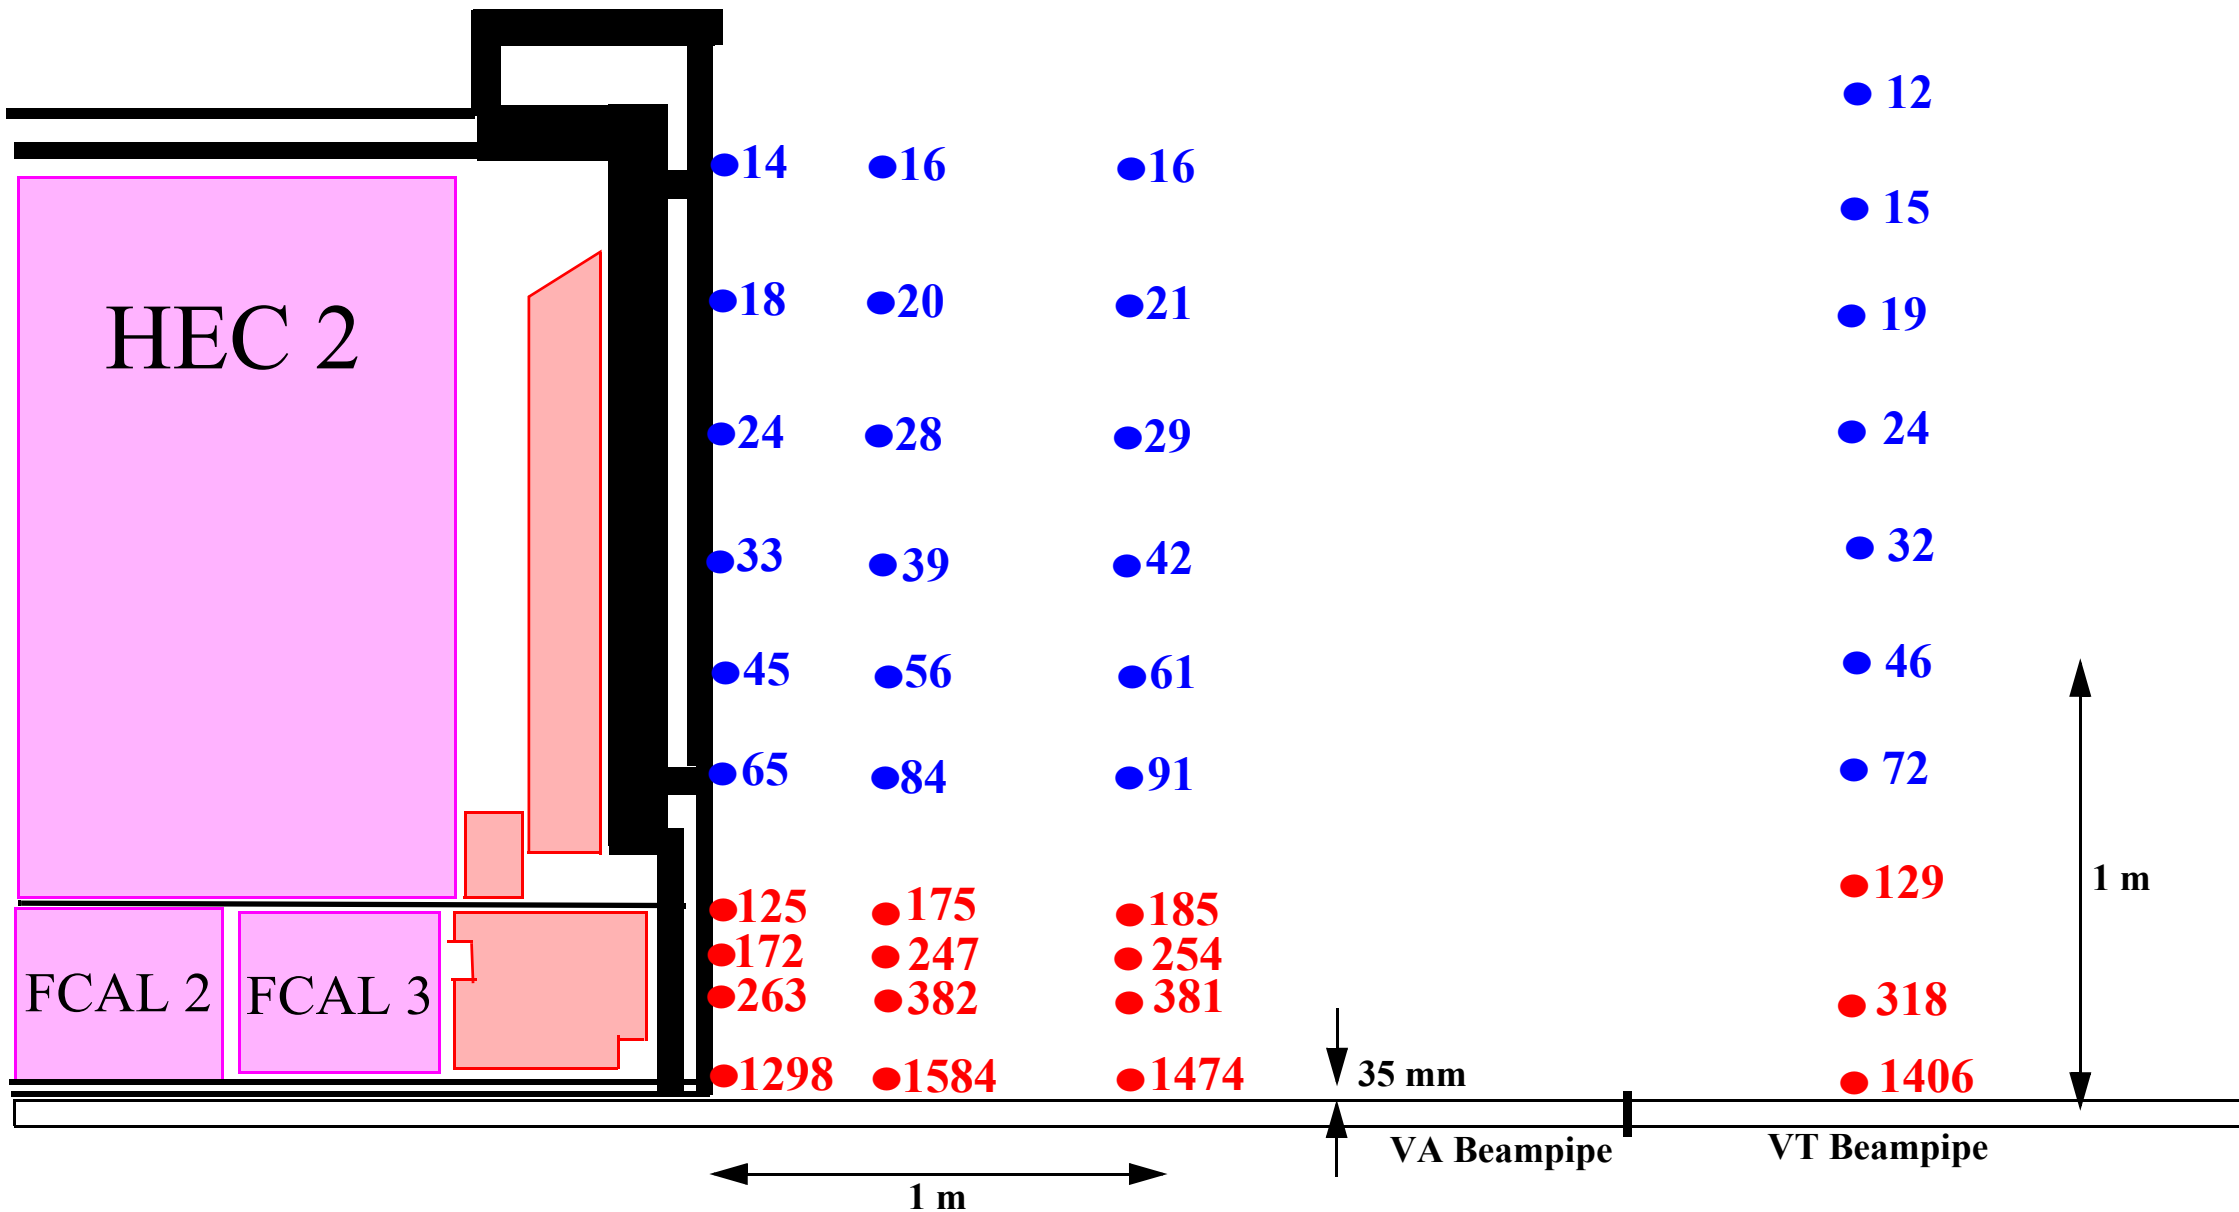 12
14 16 16
15
HEC 2
18 20 21 19
24 28 29 24
33 39 42 32
45 56 61 46
65 84 91 72
125 175 185 129
1 m
172 247 254
FCAL 2 FCAL 3 263 382 381 318
1298 1584 1474 35 mm 1406
VA Beampipe VT Beampipe
1 m